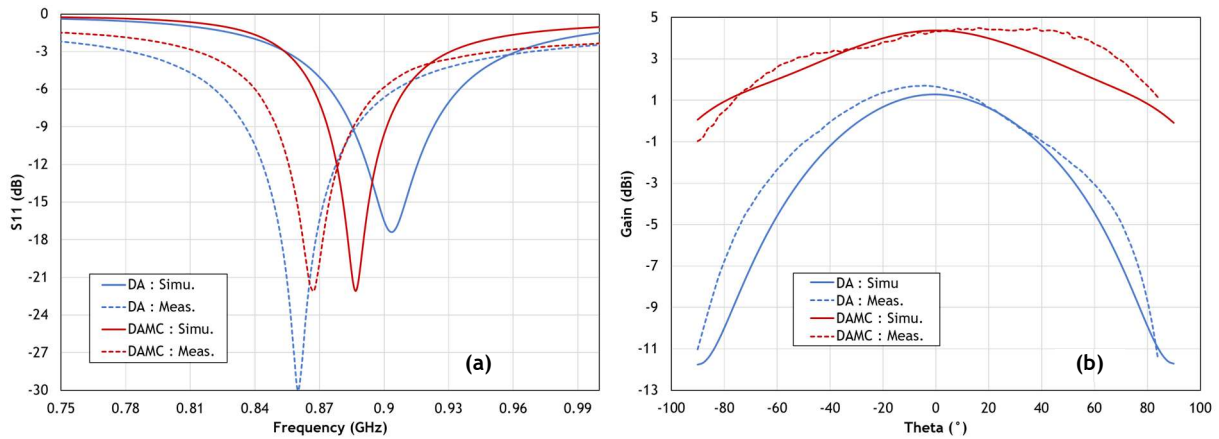 0
-3
-6
-9
-12
-15
-18
-21
-24
-27
-30
S11 (dB)
0.75 0.78 0.81 0.84 0.87 0.9 0.93 0.96 0.99
Frequency (GHz)
DA : Simu.
DA : Meas.
DAMC : Simu.
DAMC : Meas.
(a)
5
3
1
-1
-3
-5
-7
-9
-11
-13
Gain (dBi)
-100 -80 -60 -40 -20 0 20 40 60 80 100
Theta (°)
DA : Simu
DA : Meas.
DAMC : Simu
DAMC : Meas.
(b)